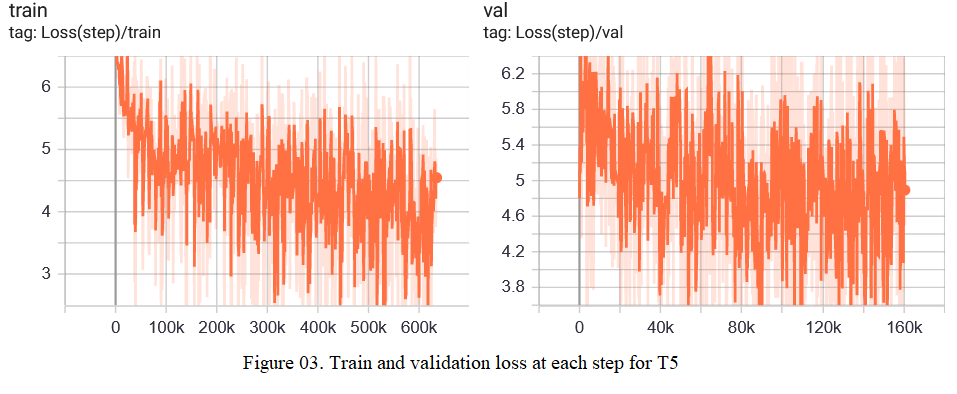 train
tag: Loss(step)/train
6
5
4
3
0 100k 200k 300k 400k 500k 600k
val
tag: Loss(step)/val
6.2
5.8
5.4
5
4.6
4.2
3.8
0 40k 80k 120k 160k
Figure 03. Train and validation loss at each step for T5